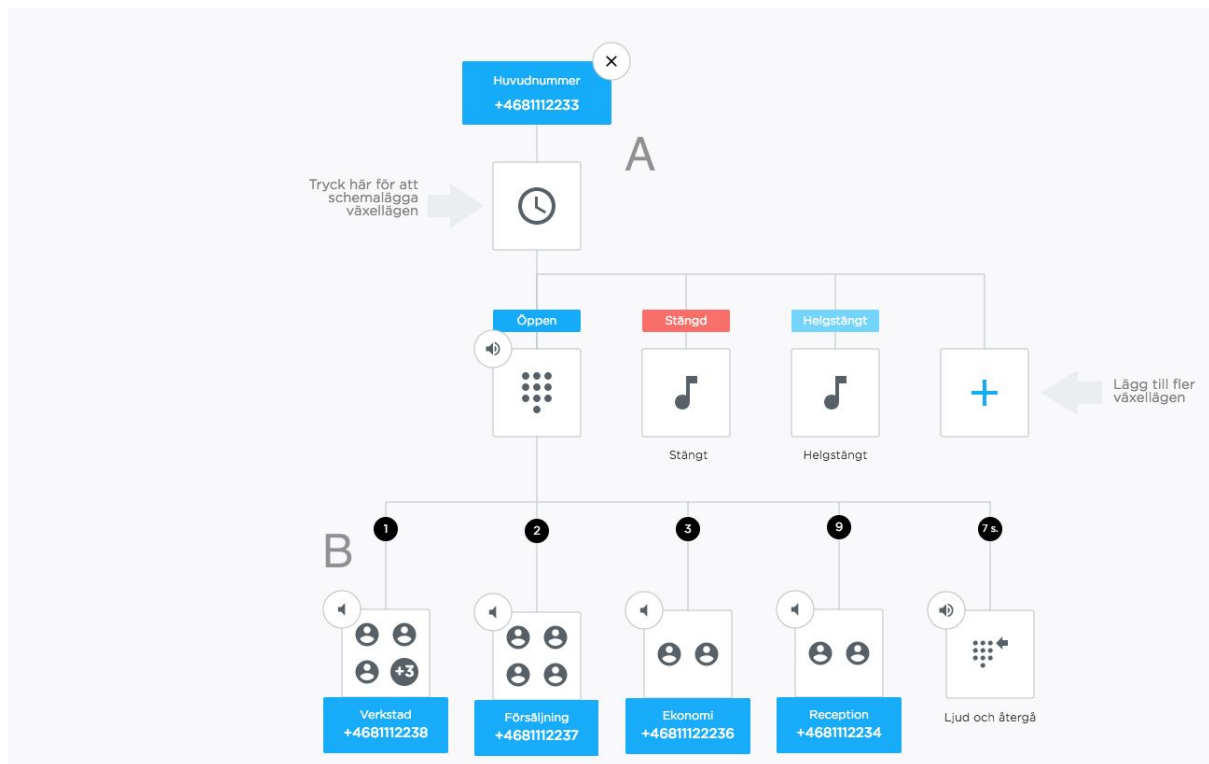 Huvudnummer
+4681112233
A
Tryck här för att
schemalägga
växellägen
Öppen
Stängd
Helgstängt
Lägg till fler
växellägen
Stängt
Helgstängt
B
1
2
3
9
7 s.
+3
Verkstad
+4681112238
Försäljning
+4681112237
Ekonomi
+46811122236
Reception
+4681112234
Ljud och återgå